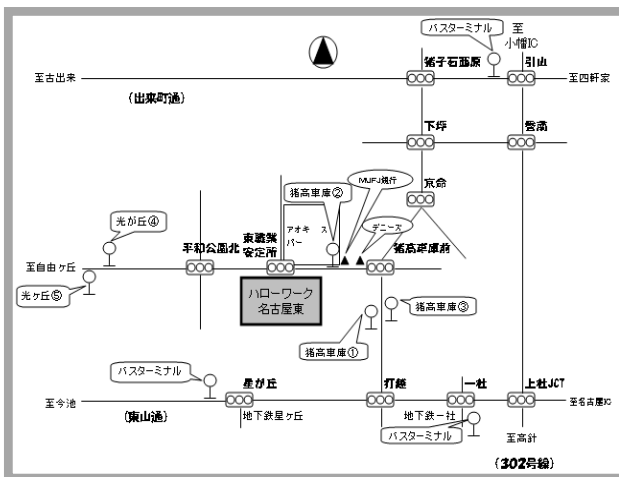 バスターミナル
至
小幡IC
猪子石西原
引山
至古出来
至四軒家
(出来町通)
下坪
香南
MUFJ銀行
猪高車庫②
京命
光が丘④
東職業
安定所
アオキ ス
パー
デニーズ
平和公園北
猪高車庫前
至自由ヶ丘
光ヶ丘⑤
ハローワーク
名古屋東
猪高車庫③
猪高車庫①
バスターミナル
星が丘
打越
一社
上社JCT
至今池
至名古屋IC
(東山通)
地下鉄星ヶ丘
地下鉄一社
バスターミナル
至高針
(302号線)